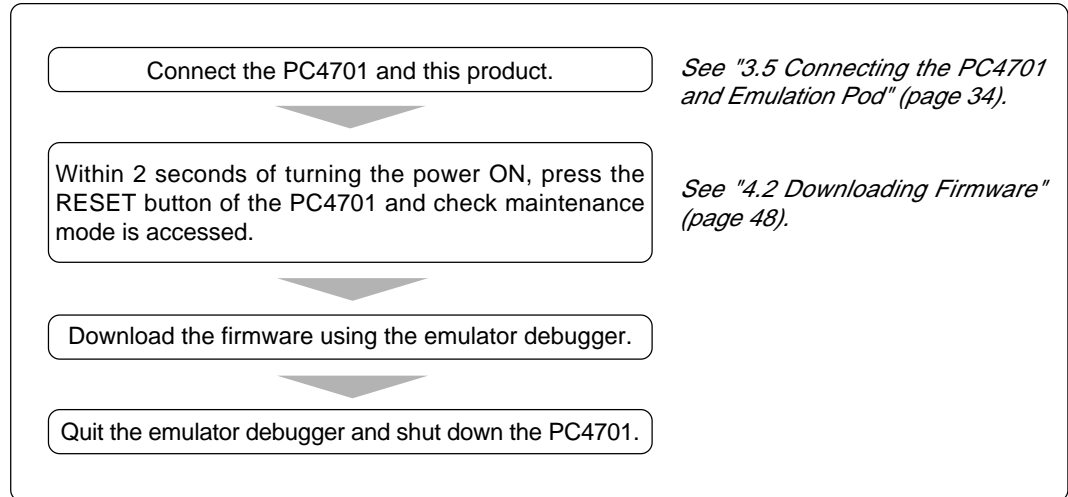 Connect the PC4701 and this product.
See "3.5 Connecting the PC4701
and Emulation Pod" (page 34).
Within 2 seconds of turning the power ON, press the
RESET button of the PC4701 and check maintenance
mode is accessed.
See "4.2 Downloading Firmware"
(page 48).
Download the firmware using the emulator debugger.
Quit the emulator debugger and shut down the PC4701.